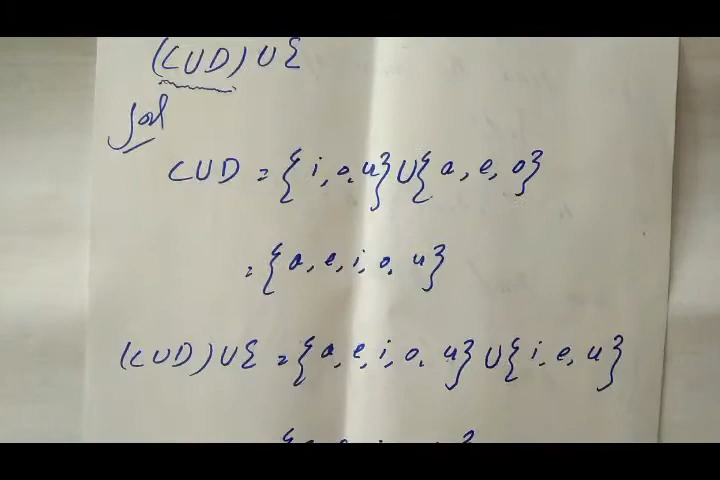 (CUD)UE
Sol
CUD = {i, o, u}U{a, e, o}
= {a, e, i, o, u}
(CUD)UE = {a, e, i, o, u}U{i, e, u}